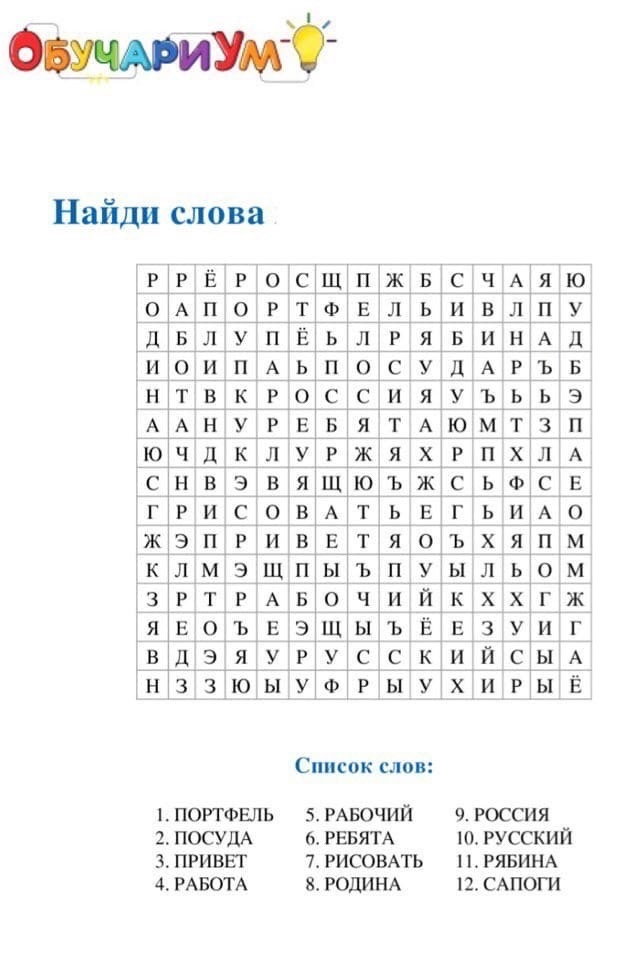 ОБУЧАРИУМ
Найди слова
Р Р Ё Р О С Щ П Ж Б С Ч А Я Ю
О А П О Р Т Ф Е Л Ь И В Л П У
Д Б Л У П Ё Ь Л Р Я Б И Н А Д
И О И П А Ь П О С У Д А Р Ъ Б
Н Т В К Р О С С И Я У Ъ Ь Ь Э
А А Н У Р Е Б Я Т А Ю М Т З П
Ю Ч Д К Л У Р Ж Я Х Р П Х Л А
С Н В Э В Я Щ Ю Ъ Ж С Ь Ф С Е
Г Р И С О В А Т Ь Е Г Ь И А О
Ж Э П Р И В Е Т Я О Ъ Х Я П М
К Л М Э Щ П Ы Ъ П У Ы Л Ь О М
З Р Т Р А Б О Ч И Й К Х Х Г Ж
Я Е О Ъ Е Э Щ Ы Ъ Ё Е З У И Г
В Д Э Я У Р У С С К И Й С Ы А
Н З З Ю Ы У Ф Р Ы У Х И Р Ы Ё
Список слов:
1. ПОРТФЕЛЬ 5. РАБОЧИЙ 9. РОССИЯ
2. ПОСУДА 6. РЕБЯТА 10. РУССКИЙ
3. ПРИВЕТ 7. РИСОВАТЬ 11. РЯБИНА
4. РАБОТА 8. РОДИНА 12. САПОГИ